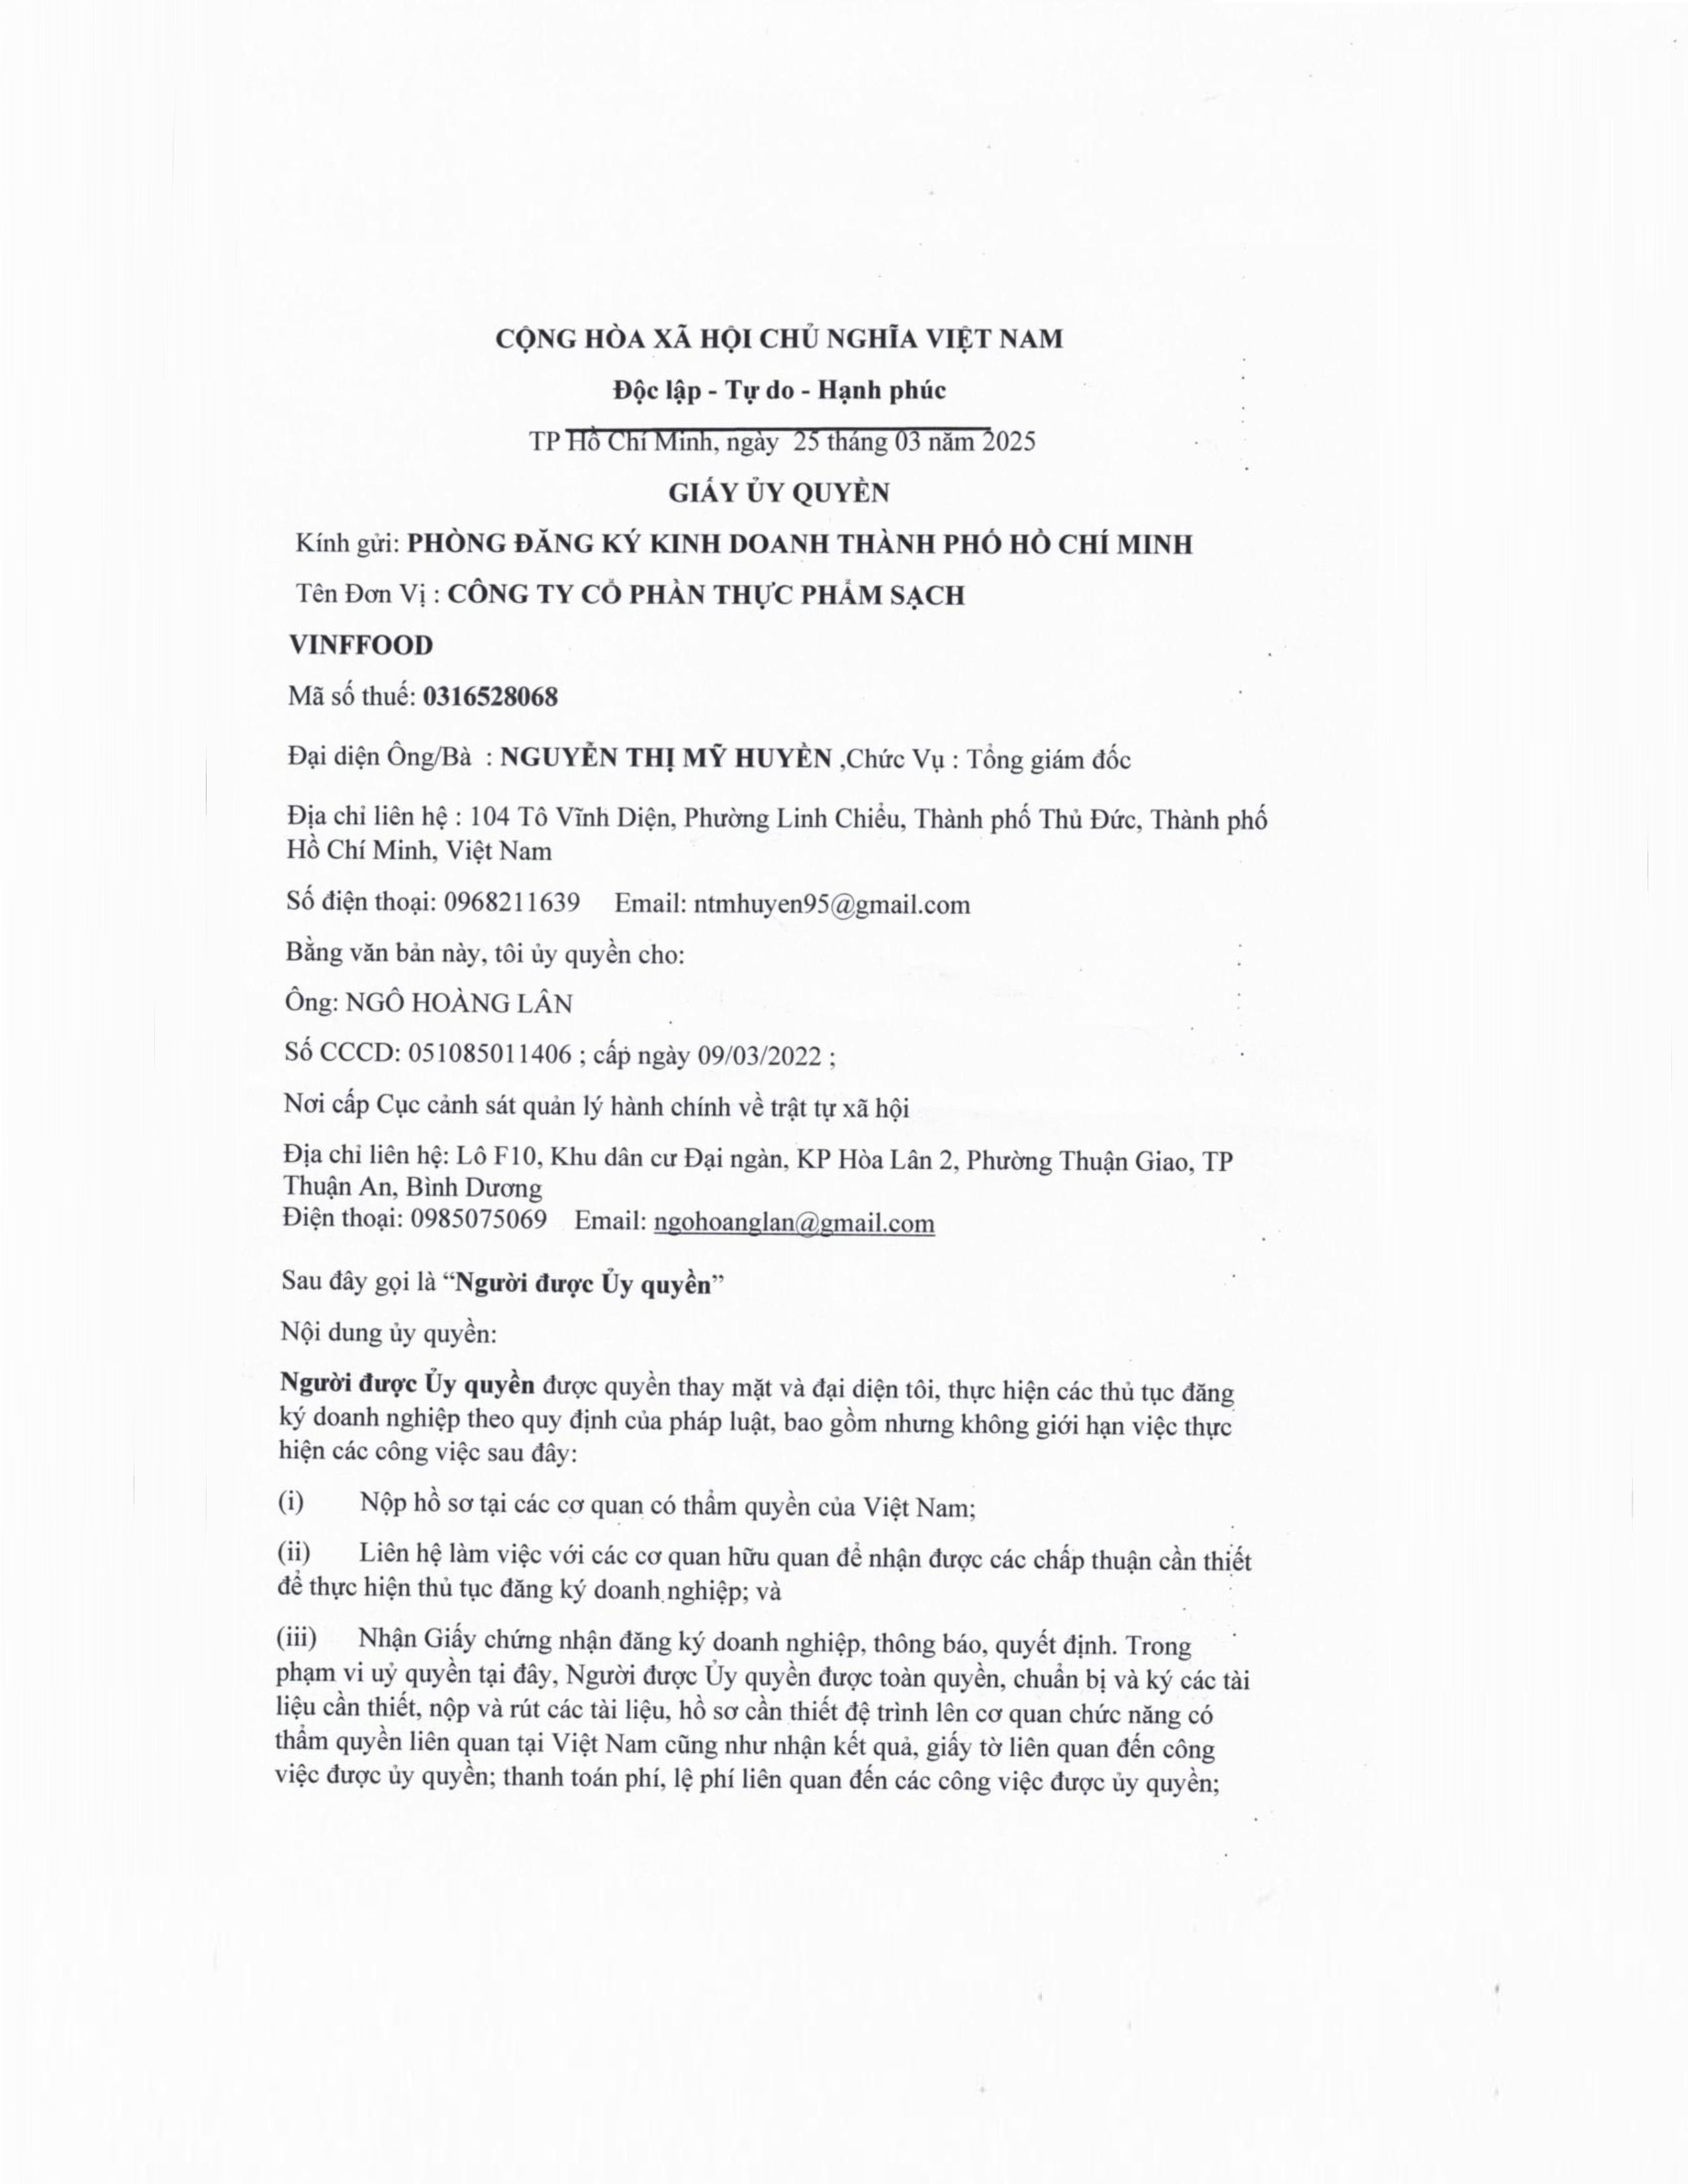 CỘNG HÒA XÃ HỘI CHỦ NGHĨA VIỆT NAM
Độc lập - Tự do - Hạnh phúc
TP Hồ Chí Minh, ngày 25 tháng 03 năm 2025
GIẤY ỦY QUYỀN
Kính gửi: PHÒNG ĐĂNG KÝ KINH DOANH THÀNH PHỐ HỒ CHÍ MINH
Tên Đơn Vị : CÔNG TY CỔ PHẦN THỰC PHẨM SẠCH
VINFFOOD
Mã số thuế: 0316528068
Đại diện Ông/Bà : NGUYỄN THỊ MỸ HUYỀN ,Chức Vụ : Tổng giám đốc
Địa chỉ liên hệ : 104 Tô Vĩnh Diện, Phường Linh Chiểu, Thành phố Thủ Đức, Thành phố
Hồ Chí Minh, Việt Nam
Số điện thoại: 0968211639 Email: ntmhuyen95@gmail.com
Bằng văn bản này, tôi ủy quyền cho:
Ông: NGÔ HOÀNG LÂN
Số CCCD: 051085011406 ; cấp ngày 09/03/2022 ;
Nơi cấp Cục cảnh sát quản lý hành chính về trật tự xã hội
Địa chỉ liên hệ: Lô F10, Khu dân cư Đại ngàn, KP Hòa Lân 2, Phường Thuận Giao, TP
Thuận An, Bình Dương
Điện thoại: 0985075069 Email: ngohoanglan@gmail.com
Sau đây gọi là “Người được Ủy quyền”
Nội dung ủy quyền:
Người được Ủy quyền được quyền thay mặt và đại diện tôi, thực hiện các thủ tục đăng
ký doanh nghiệp theo quy định của pháp luật, bao gồm nhưng không giới hạn việc thực
hiện các công việc sau đây:
(i) Nộp hồ sơ tại các cơ quan có thẩm quyền của Việt Nam;
(ii) Liên hệ làm việc với các cơ quan hữu quan để nhận được các chấp thuận cần thiết
để thực hiện thủ tục đăng ký doanh nghiệp; và
(iii) Nhận Giấy chứng nhận đăng ký doanh nghiệp, thông báo, quyết định. Trong
phạm vi uỷ quyền tại đây, Người được Ủy quyền được toàn quyền, chuẩn bị và ký các tài
liệu cần thiết, nộp và rút các tài liệu, hồ sơ cần thiết đệ trình lên cơ quan chức năng có
thẩm quyền liên quan tại Việt Nam cũng như nhận kết quả, giấy tờ liên quan đến công
việc được ủy quyền; thanh toán phí, lệ phí liên quan đến các công việc được ủy quyền;